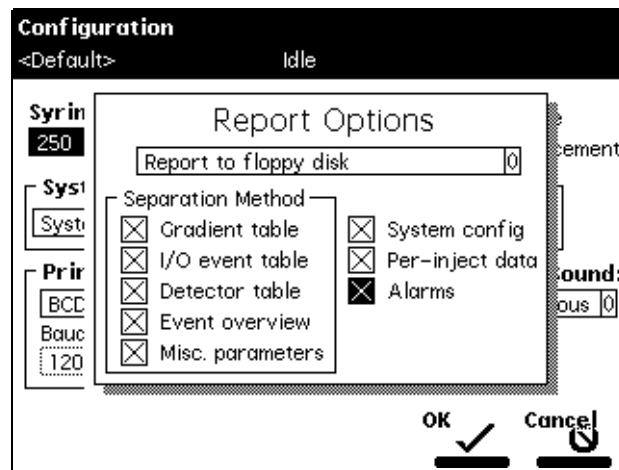 Configuration
<Default> Idle
Syrin
250 cement
Report Options
Report to floppy disk 0
Syst
Syste
Separation Method
Gradient table
I/O event table
Detector table
Event overview
Misc. parameters
System config
Per-inject data
Alarms
Prin ound:
BCD ous 0
Baud
120
OK Cancel